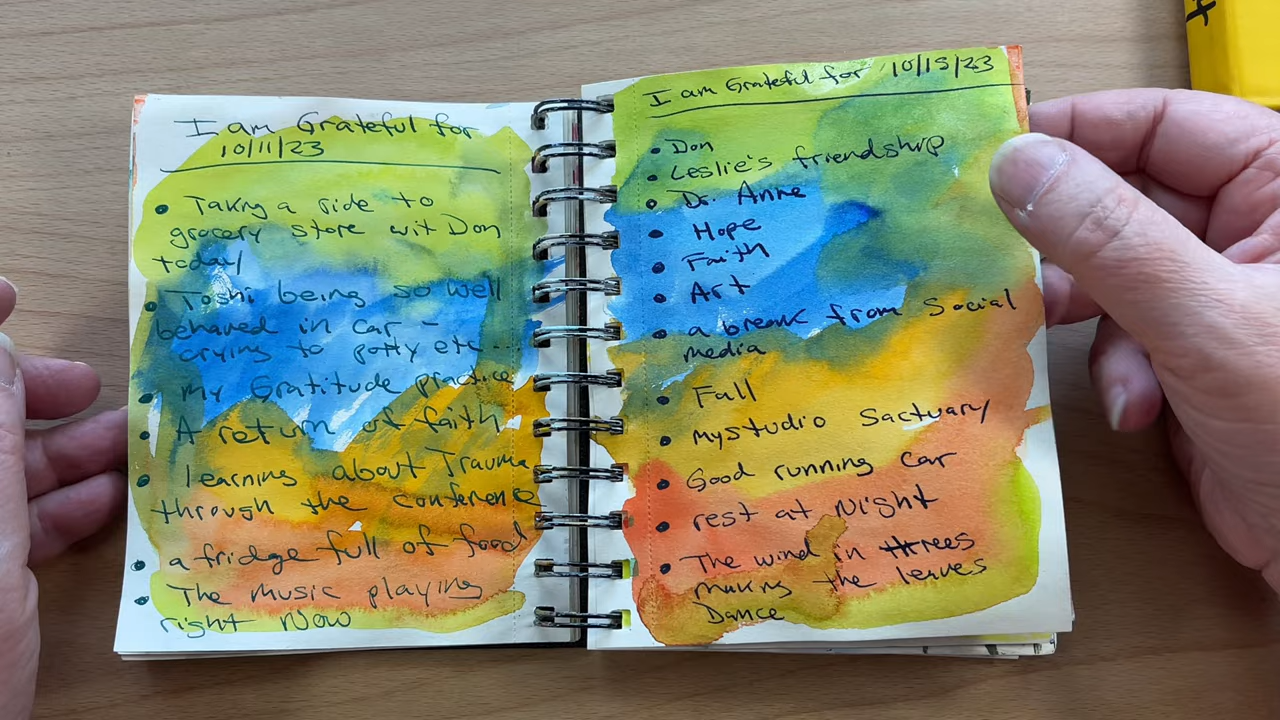 I am Grateful for
10/11/23
• Taking a ride to
grocery store wit Don
today
• Toshi being so well
behaved in car -
crying to potty etc...
• my Gratitude practice
• A return of faith
• learning about Trauma
through the conference
• a fridge full of food
• The music playing
right Now
I am Grateful for 10/15/23
• Don
• Leslie's friendship
• Dr. Anne
• Hope
• Faith
• Art
• a break from Social
media
• Fall
• my studio Sactuary
• Good running car
• rest at Night
• The wind in trees
making the leaves
Dance